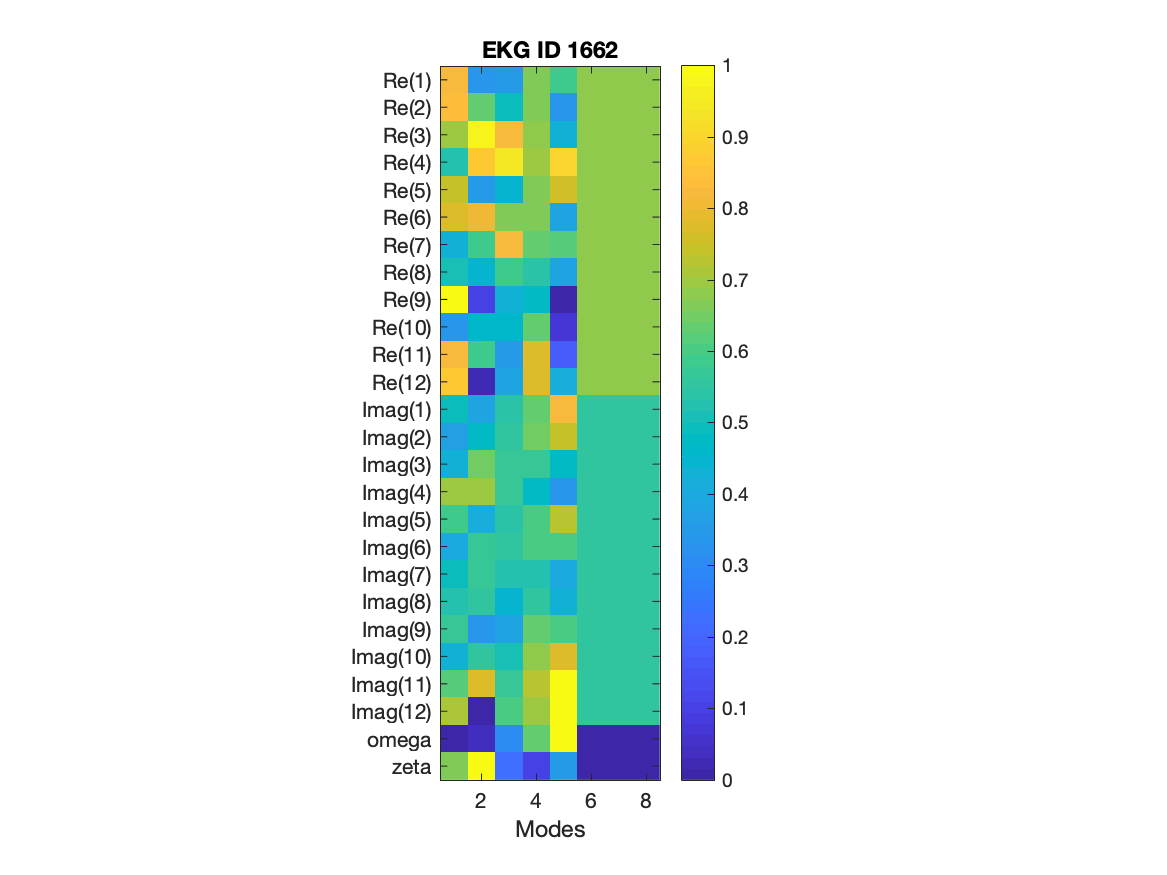 EKG ID 1662
Re(1)
Re(2)
Re(3)
Re(4)
Re(5)
Re(6)
Re(7)
Re(8)
Re(9)
Re(10)
Re(11)
Re(12)
Imag(1)
Imag(2)
Imag(3)
Imag(4)
Imag(5)
Imag(6)
Imag(7)
Imag(8)
Imag(9)
Imag(10)
Imag(11)
Imag(12)
omega
zeta
2 4 6 8
Modes
1
0.9
0.8
0.7
0.6
0.5
0.4
0.3
0.2
0.1
0